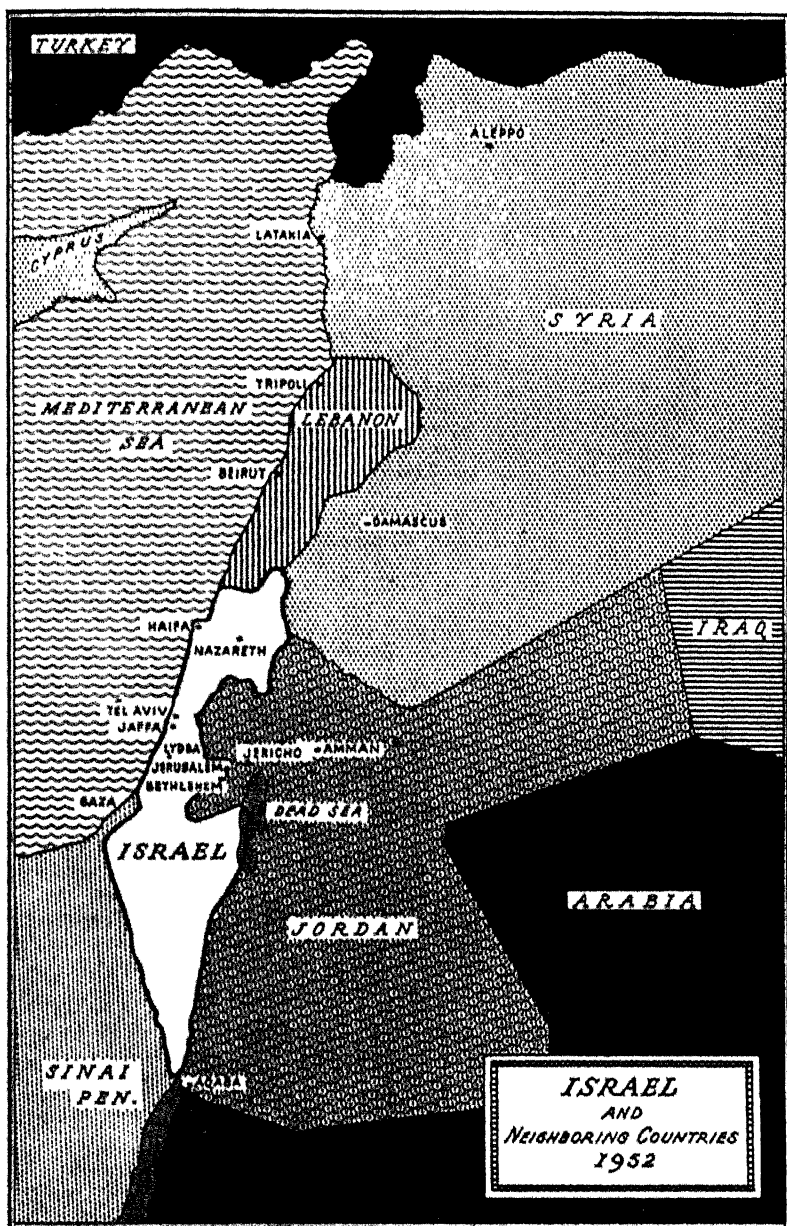 TURKEY
ALEPPO
LATAKIA
CYPRUS
SYRIA
TRIPOLI
MEDITERRANEAN
SEA
LEBANON
BEIRUT
DAMASCUS
HAIFA
NAZARETH
IRAQ
TEL AVIV
JAFFA
LYDDA
JERICHO
AMMAN
JERUSALEM
BETHLEHEM
GAZA
DEAD SEA
ISRAEL
ARABIA
JORDAN
SINAI
PEN.
AQABA
ISRAEL
AND
NEIGHBORING COUNTRIES
1952